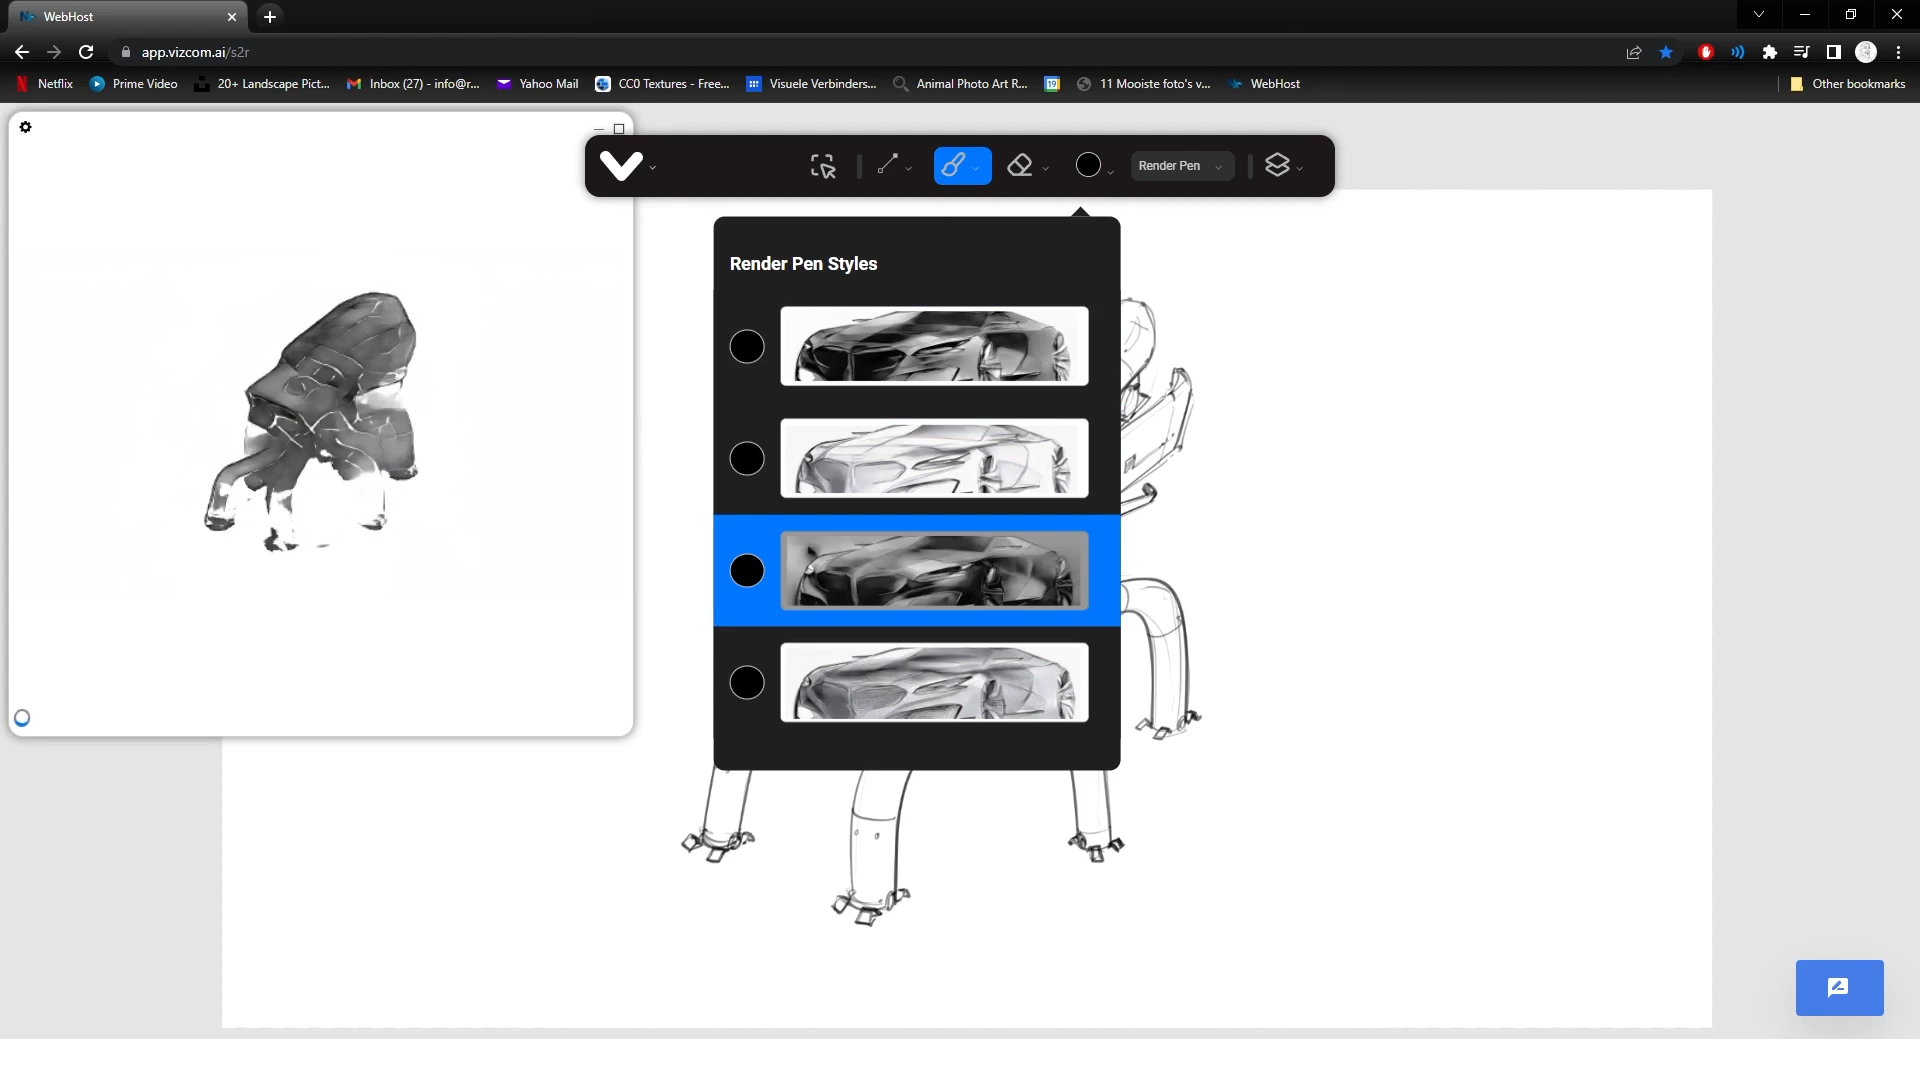 WebHost
app.vizcom.ai/s2r
Netflix
Prime Video
20+ Landscape Pict...
Inbox (27) - info@r...
Yahoo Mail
CC0 Textures - Free...
Visuele Verbinders...
Animal Photo Art R...
19
11 Mooiste foto's v...
WebHost
Other bookmarks
Render Pen
Render Pen Styles